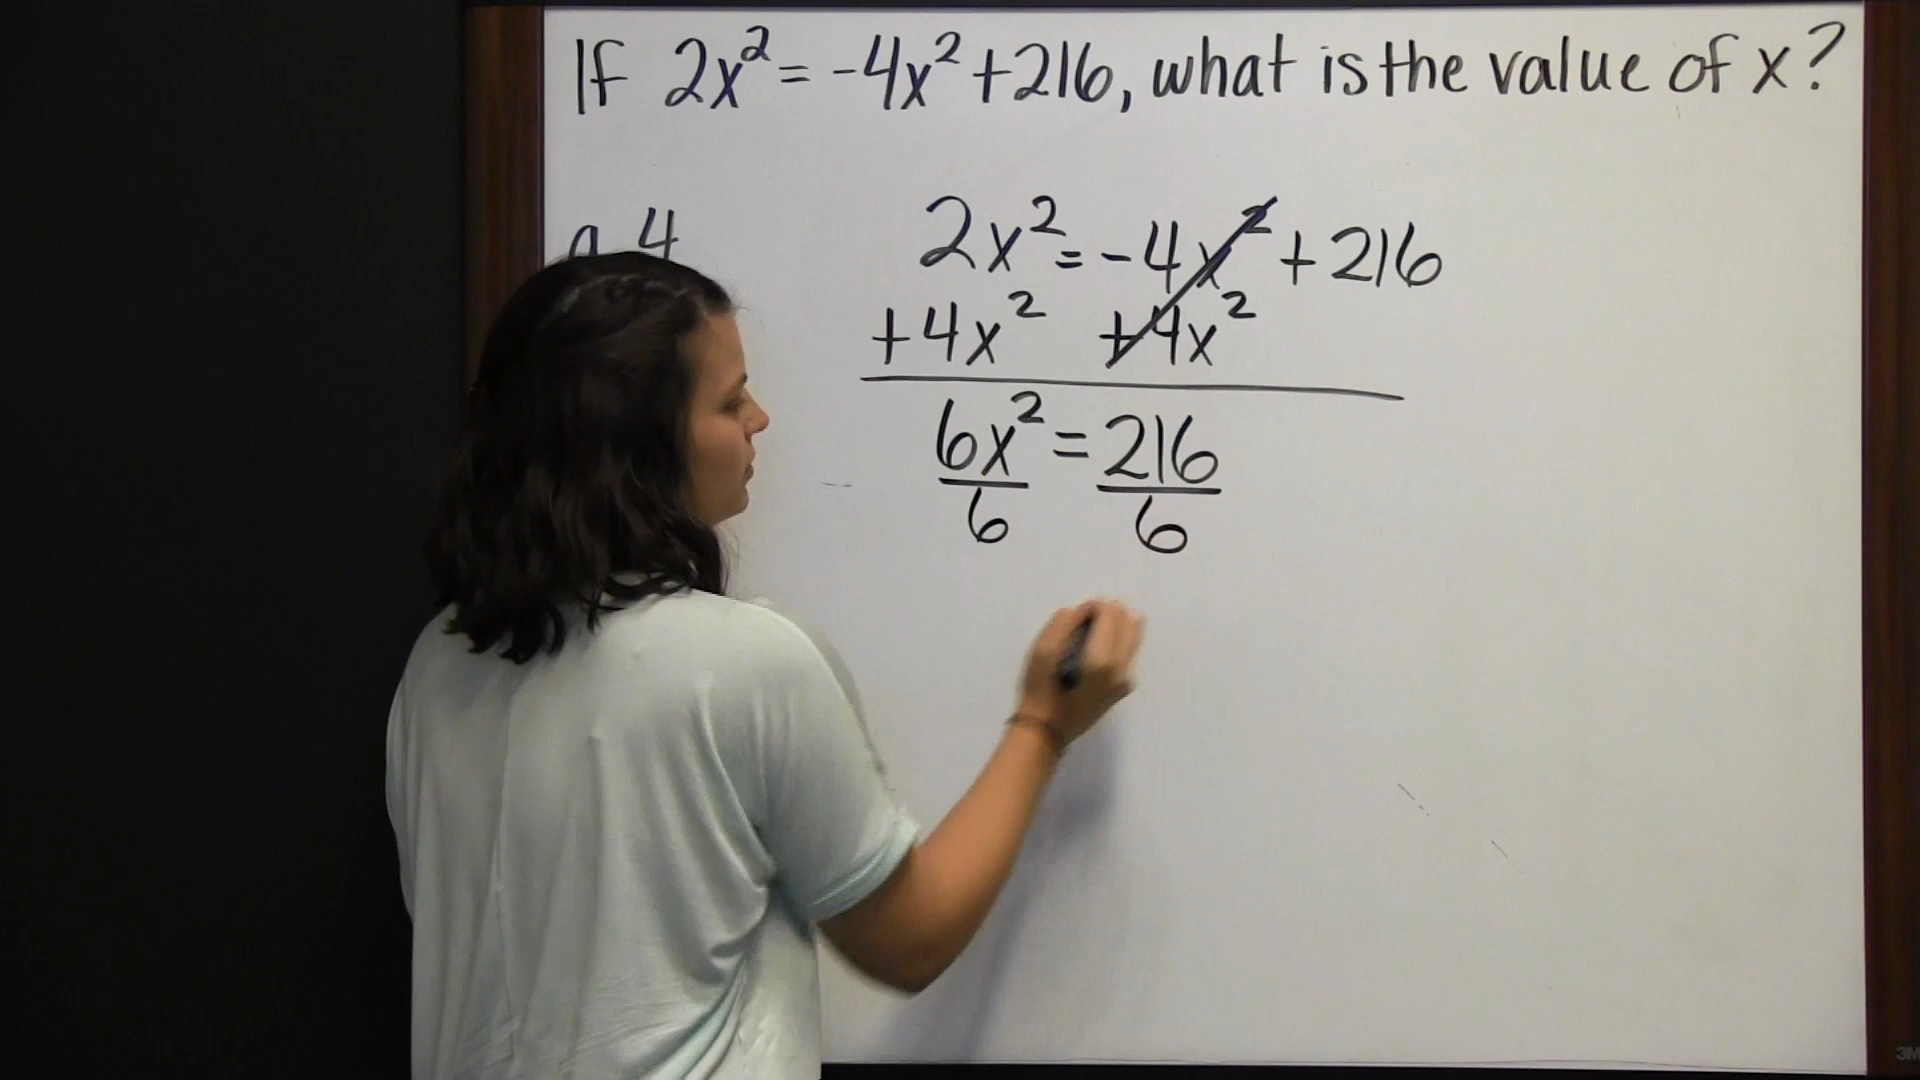 If 2x² = -4x² + 216, what is the value of x?
a. 4
2x² = -4x² + 216
+4x² +4x²
6x² = 216
6 6
3M